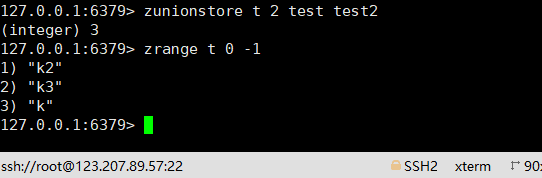 127.0.0.1:6379> zunionstore t 2 test test2
(integer) 3
127.0.0.1:6379> zrange t 0 -1
1) "k2"
2) "k3"
3) "k"
127.0.0.1:6379>
ssh://root@123.207.89.57:22 SSH2 xterm 90